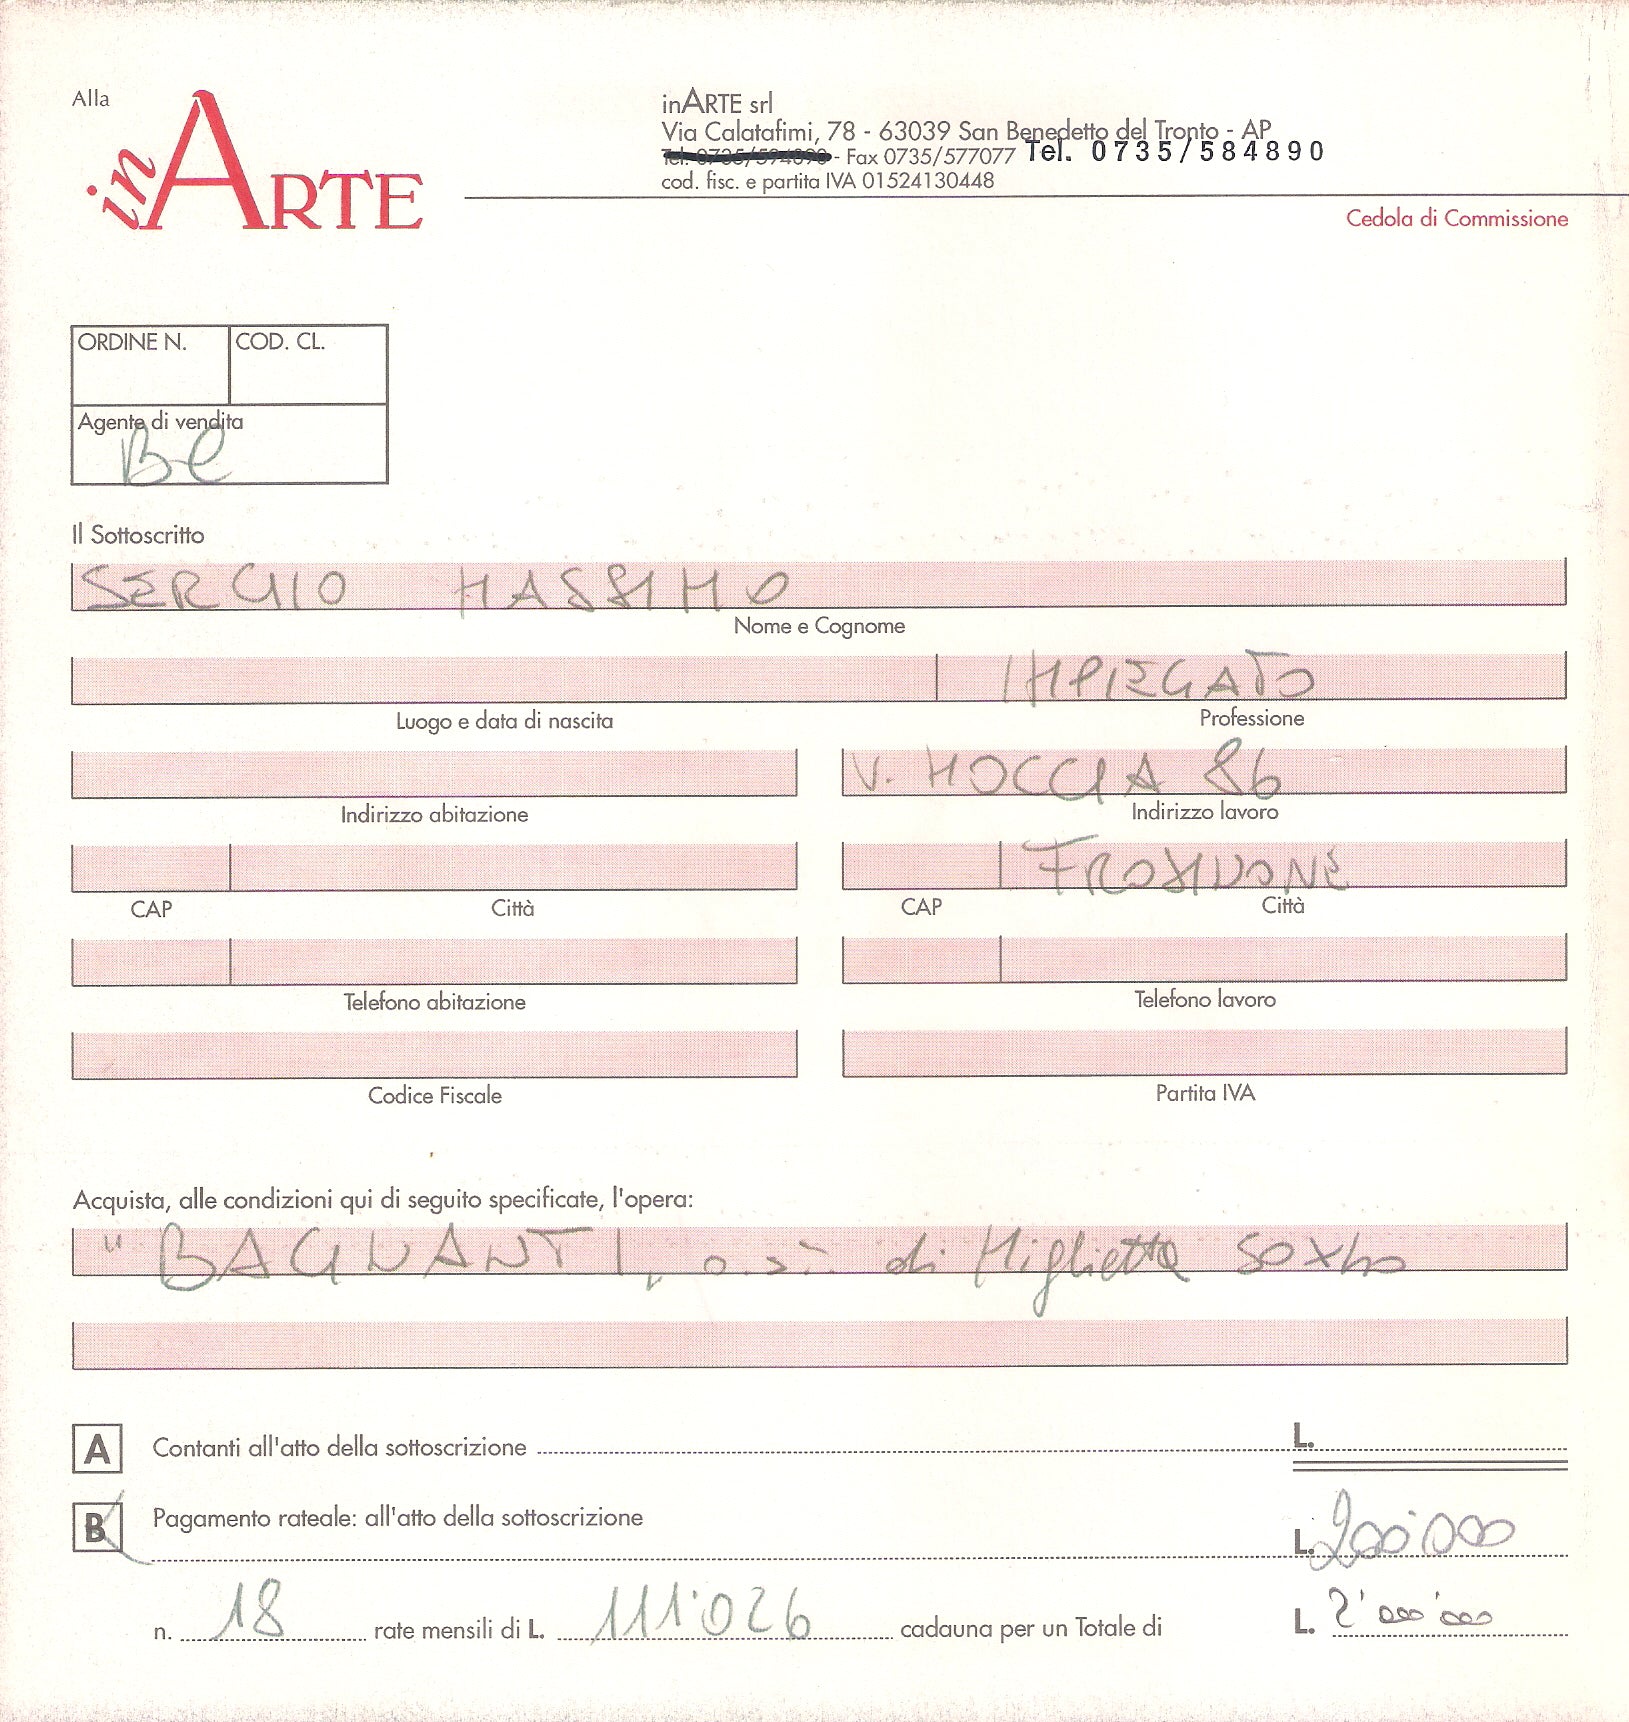 Alla
inARTE
inARTE srl
Via Calatafimi, 78 - 63039 San Benedetto del Tronto - AP
Tel. 0735/594890 - Fax 0735/577077 Tel. 0735/584890
cod. fisc. e partita IVA 01524130448
Cedola di Commissione
ORDINE N. COD. CL.
Agente di vendita
Be
Il Sottoscritto
SERGIO MASSIMO
Nome e Cognome
IMPIEGATO
Luogo e data di nascita Professione
V. MOCCIA 86
Indirizzo abitazione Indirizzo lavoro
FROSINONE
CAP Città CAP Città
Telefono abitazione Telefono lavoro
Codice Fiscale Partita IVA
Acquista, alle condizioni qui di seguito specificate, l'opera:
"BAGNANTI, di Miglietta 50x40
A Contanti all'atto della sottoscrizione L.
B Pagamento rateale: all'atto della sottoscrizione L. 200'000
n. 18 rate mensili di L. 111'026 cadauna per un Totale di L. 2'000'000